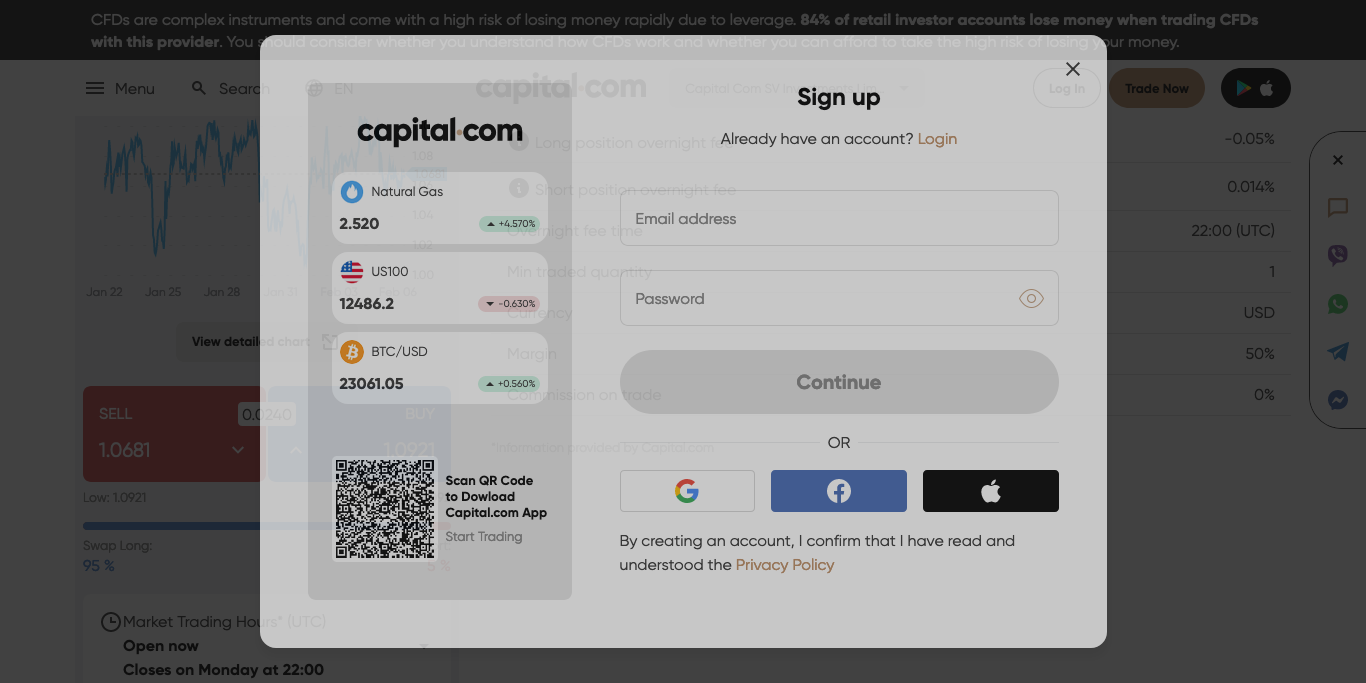 CFDs are complex instruments and come with a high risk of losing money rapidly due to leverage. 84% of retail investor accounts lose money when trading CFDs
with this provider. You should consider whether you understand how CFDs work and whether you can afford to take the high risk of losing your money.
Menu
Search
EN
capital.com
Log In
Trade Now
Sign up
Already have an account? Login
Email address
Password
Continue
OR
By creating an account, I confirm that I have read and
understood the Privacy Policy
capital.com
Natural Gas
2.520
+4.570%
US100
12486.2
-0.630%
BTC/USD
23061.05
+0.560%
Scan QR Code
to Dowload
Capital.com App
Start Trading
1.08
1.04
1.02
1.00
Jan 22
Jan 25
Jan 28
Jan 31
View detailed chart
SELL
1.0681
0.0240
BUY
1.0921
Low: 1.0921
Swap Long:
95 %
5 %
Market Trading Hours* (UTC)
Open now
Closes on Monday at 22:00
Long position overnight fee
-0.05%
Short position overnight fee
0.014%
Overnight fee time
22:00 (UTC)
Min traded quantity
1
Currency
USD
Margin
50%
Commission on trade
0%
*Information provided by Capital.com